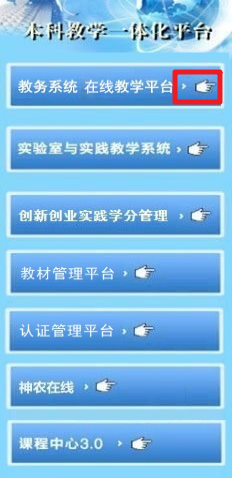 本科教学一体化平台
教务系统 在线教学平台 ›
实验室与实践教学系统 ›
创新创业实践学分管理 ›
教材管理平台 ›
认证管理平台 ›
神农在线 ›
课程中心3.0 ›